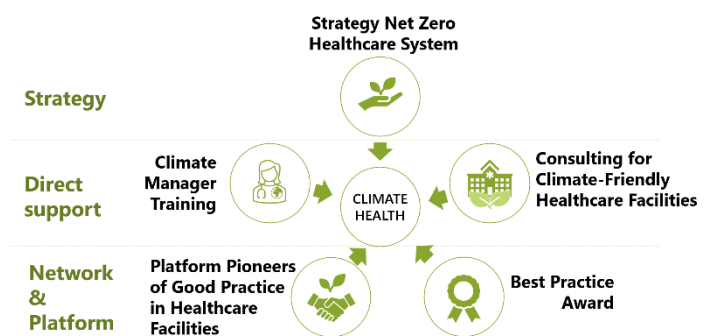 Strategy Net Zero
Healthcare System
Strategy
Climate
Manager
Training
Consulting for
Climate-Friendly
Healthcare Facilities
Direct
support
CLIMATE
HEALTH
Network
&
Platform
Platform Pioneers
of Good Practice
in Healthcare
Facilities
Best Practice
Award